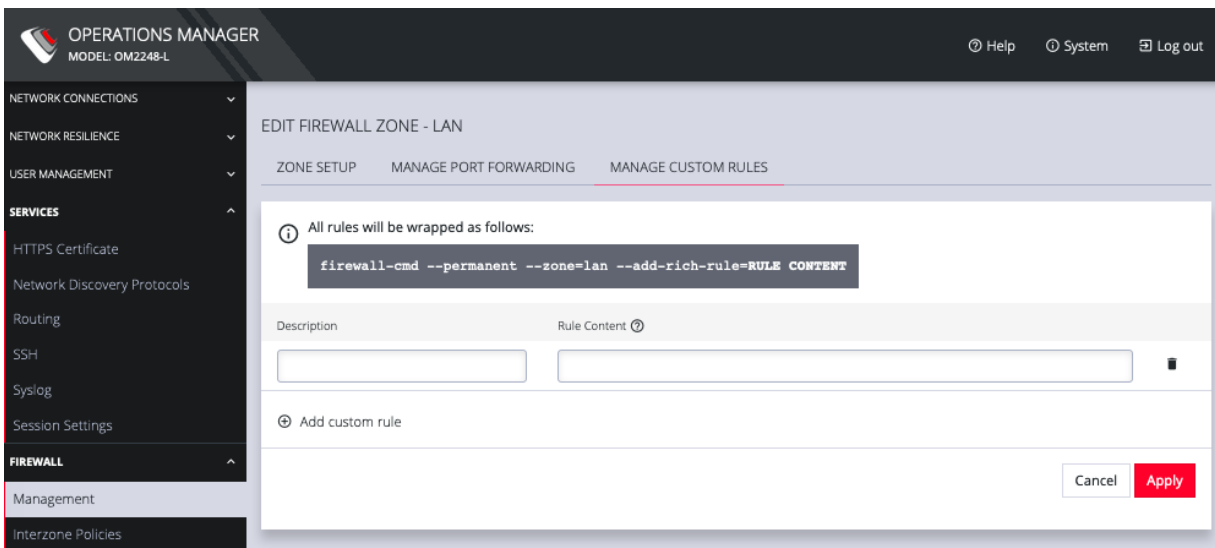 OPERATIONS MANAGER
MODEL: OM2248-L
Help
System
Log out
NETWORK CONNECTIONS
NETWORK RESILIENCE
USER MANAGEMENT
SERVICES
HTTPS Certificate
Network Discovery Protocols
Routing
SSH
Syslog
Session Settings
FIREWALL
Management
Interzone Policies
EDIT FIREWALL ZONE - LAN
ZONE SETUP
MANAGE PORT FORWARDING
MANAGE CUSTOM RULES
All rules will be wrapped as follows:
firewall-cmd --permanent --zone=lan --add-rich-rule=RULE CONTENT
Description
Rule Content
Add custom rule
Cancel
Apply